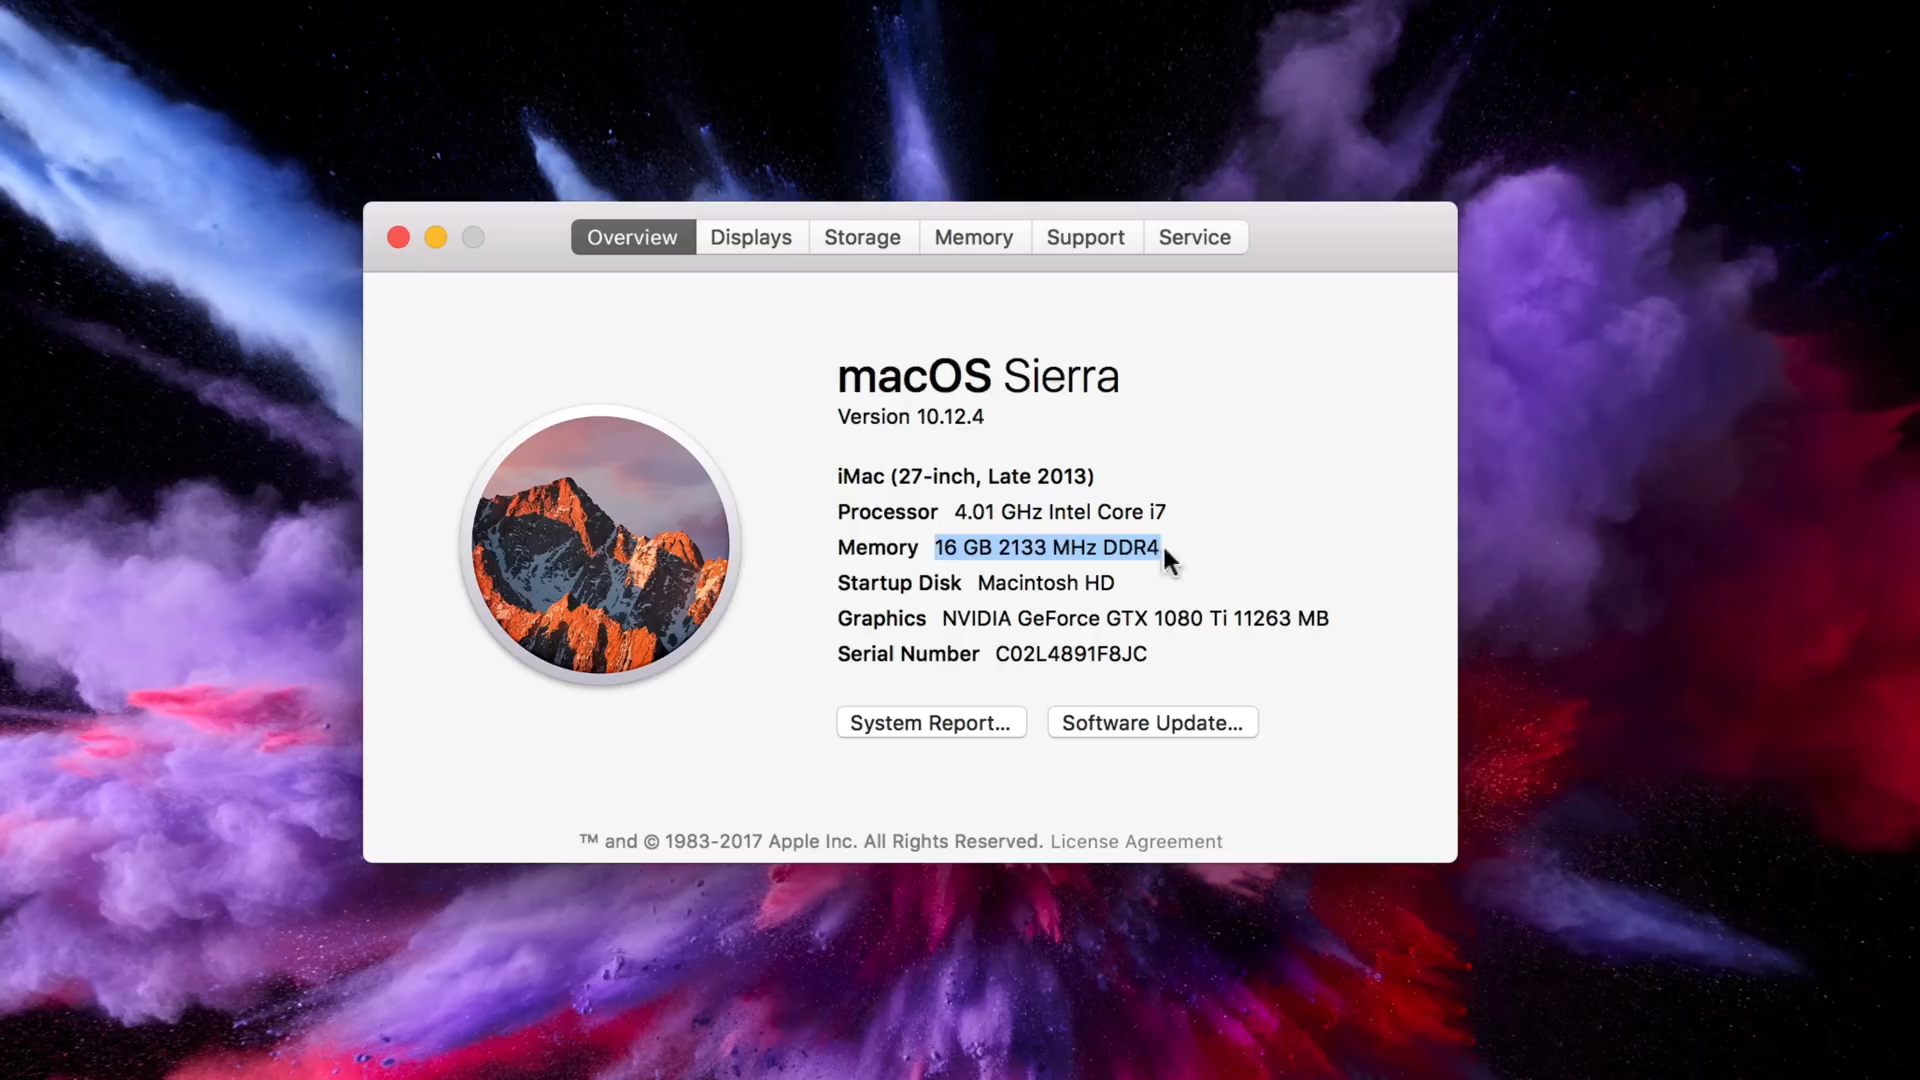 Overview Displays Storage Memory Support Service
macOS Sierra
Version 10.12.4
iMac (27-inch, Late 2013)
Processor 4.01 GHz Intel Core i7
Memory 16 GB 2133 MHz DDR4
Startup Disk Macintosh HD
Graphics NVIDIA GeForce GTX 1080 Ti 11263 MB
Serial Number C02L4891F8JC
System Report... Software Update...
™ and © 1983-2017 Apple Inc. All Rights Reserved. License Agreement